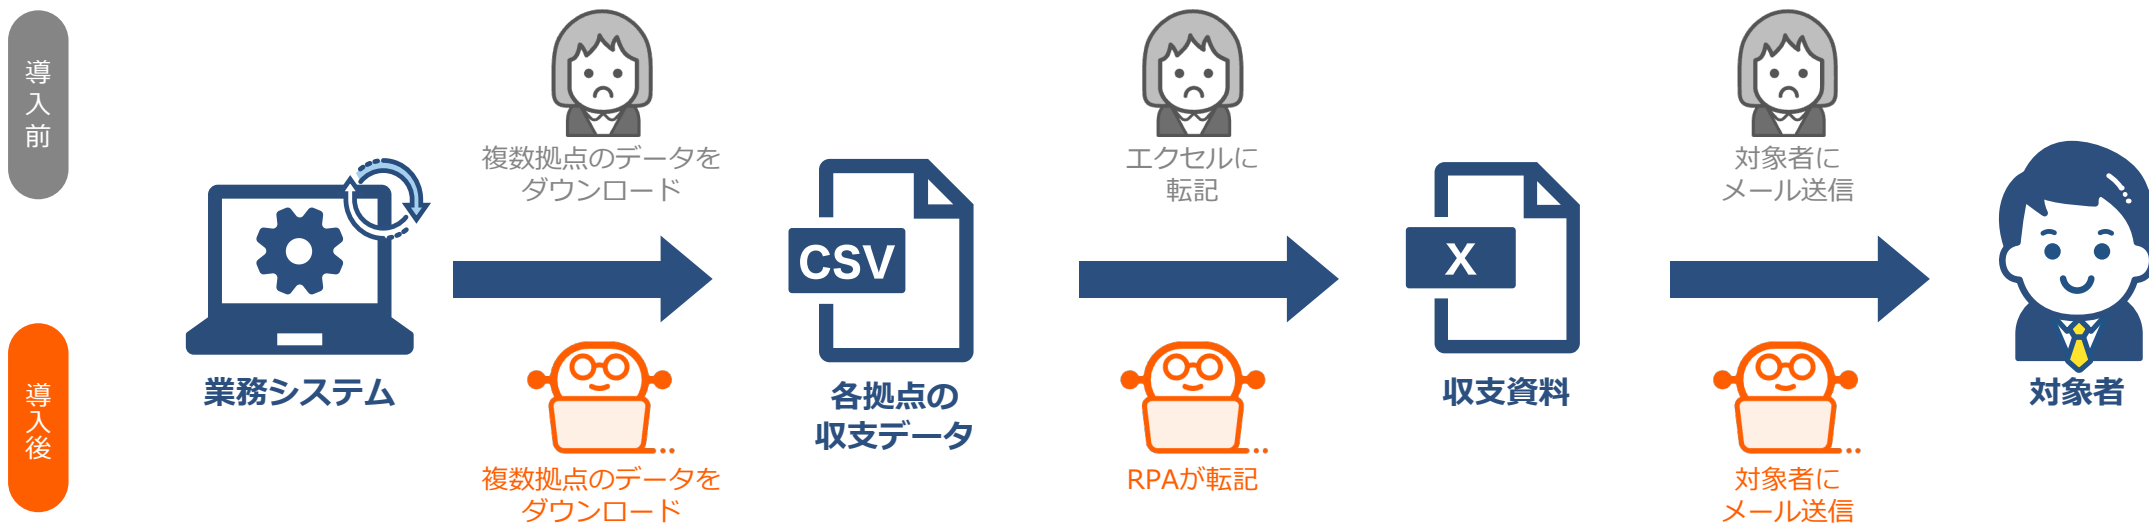 導入前
複数拠点のデータを
ダウンロード
エクセルに
転記
対象者に
メール送信
CSV
X
業務システム
各拠点の
収支データ
収支資料
対象者
導入後
複数拠点のデータを
ダウンロード
RPAが転記
対象者に
メール送信